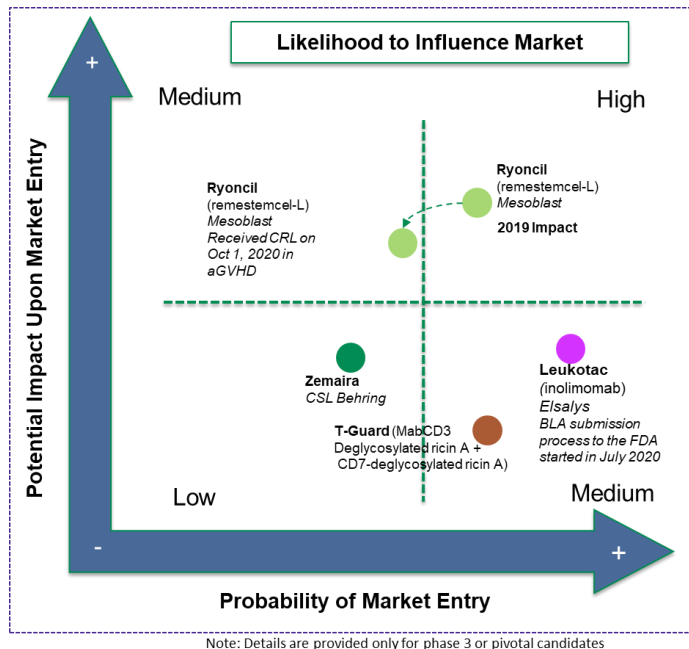 Likelihood to Influence Market
+
Medium
High
Ryoncil
(remestemcel-L)
Mesoblast
2019 Impact
Ryoncil
(remestemcel-L)
Mesoblast
Received CRL on
Oct 1, 2020 in
aGVHD
Potential Impact Upon Market Entry
Zemaira
CSL Behring
Leukotac
(inolimomab)
Elsalys
BLA submission
process to the FDA
started in July 2020
T-Guard (MabCD3
Deglycosylated ricin A +
CD7-deglycosylated ricin A)
Low
Medium
-
+
Probability of Market Entry
Note: Details are provided only for phase 3 or pivotal candidates